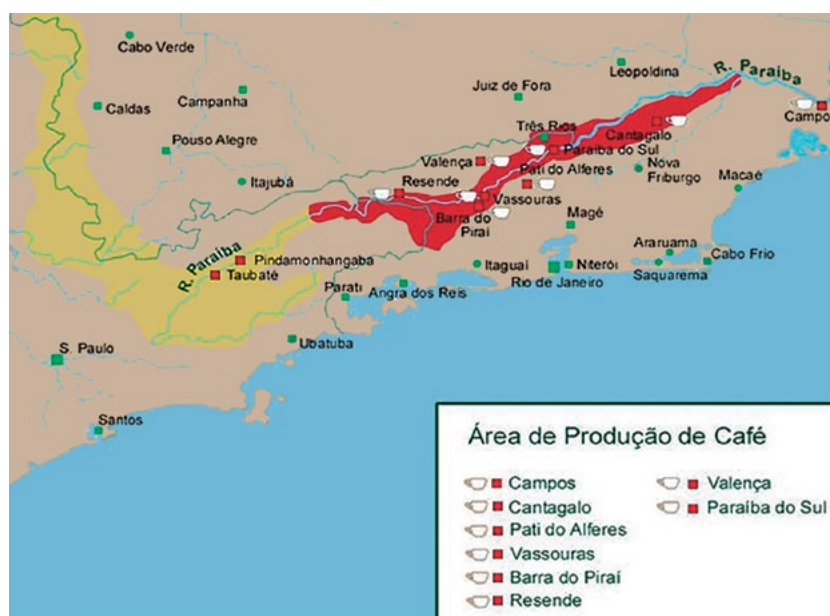 Cabo Verde
Caldas
Campanha
Pouso Alegre
Itajubá
Juiz de Fora
Leopoldina
R. Paraíba
Campo
Três Rios
Cantagalo
Paraíba do Sul
Valença
Pati do Alferes
Nova
Friburgo
Resende
Vassouras
Macaé
Barra do
Piraí
Magé
R. Paraíba
Pindamonhangaba
Taubaté
Itaguaí
Niterói
Araruama
Cabo Frio
Parati
Angra dos Reis
Rio de Janeiro
Saquarema
S. Paulo
Ubatuba
Santos
Área de Produção de Café
Campos
Cantagalo
Pati do Alferes
Vassouras
Barra do Piraí
Resende
Valença
Paraíba do Sul